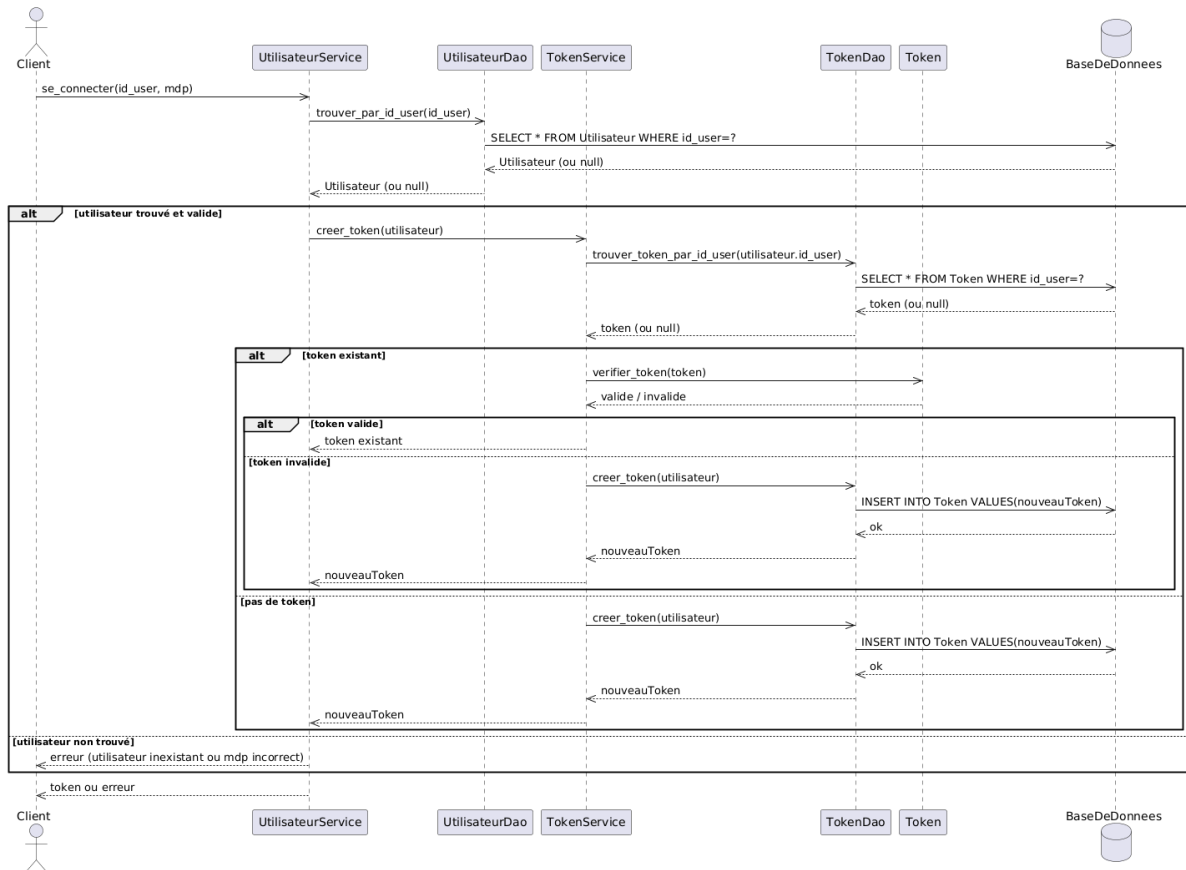 Client
UtilisateurService
UtilisateurDao
TokenService
TokenDao
Token
BaseDeDonnees
se_connecter(id_user, mdp)
trouver_par_id_user(id_user)
SELECT * FROM Utilisateur WHERE id_user=?
Utilisateur (ou null)
Utilisateur (ou null)
alt [utilisateur trouvé et valide]
creer_token(utilisateur)
trouver_token_par_id_user(utilisateur.id_user)
SELECT * FROM Token WHERE id_user=?
token (ou null)
token (ou null)
alt [token existant]
verifier_token(token)
valide / invalide
alt [token valide]
token existant
[token invalide]
creer_token(utilisateur)
INSERT INTO Token VALUES(nouveauToken)
ok
nouveauToken
nouveauToken
[pas de token]
creer_token(utilisateur)
INSERT INTO Token VALUES(nouveauToken)
ok
nouveauToken
nouveauToken
[utilisateur non trouvé]
erreur (utilisateur inexistant ou mdp incorrect)
token ou erreur
Client
UtilisateurService
UtilisateurDao
TokenService
TokenDao
Token
BaseDeDonnees